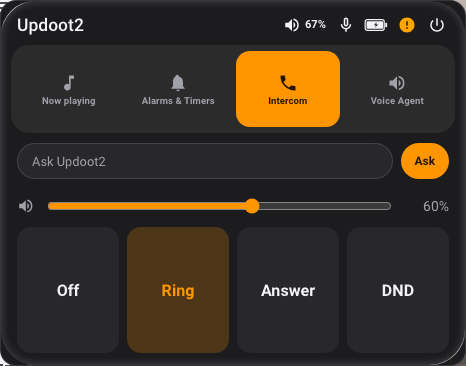 Updoot2
67%
Now playing
Alarms & Timers
Intercom
Voice Agent
Ask Updoot2
Ask
60%
Off
Ring
Answer
DND